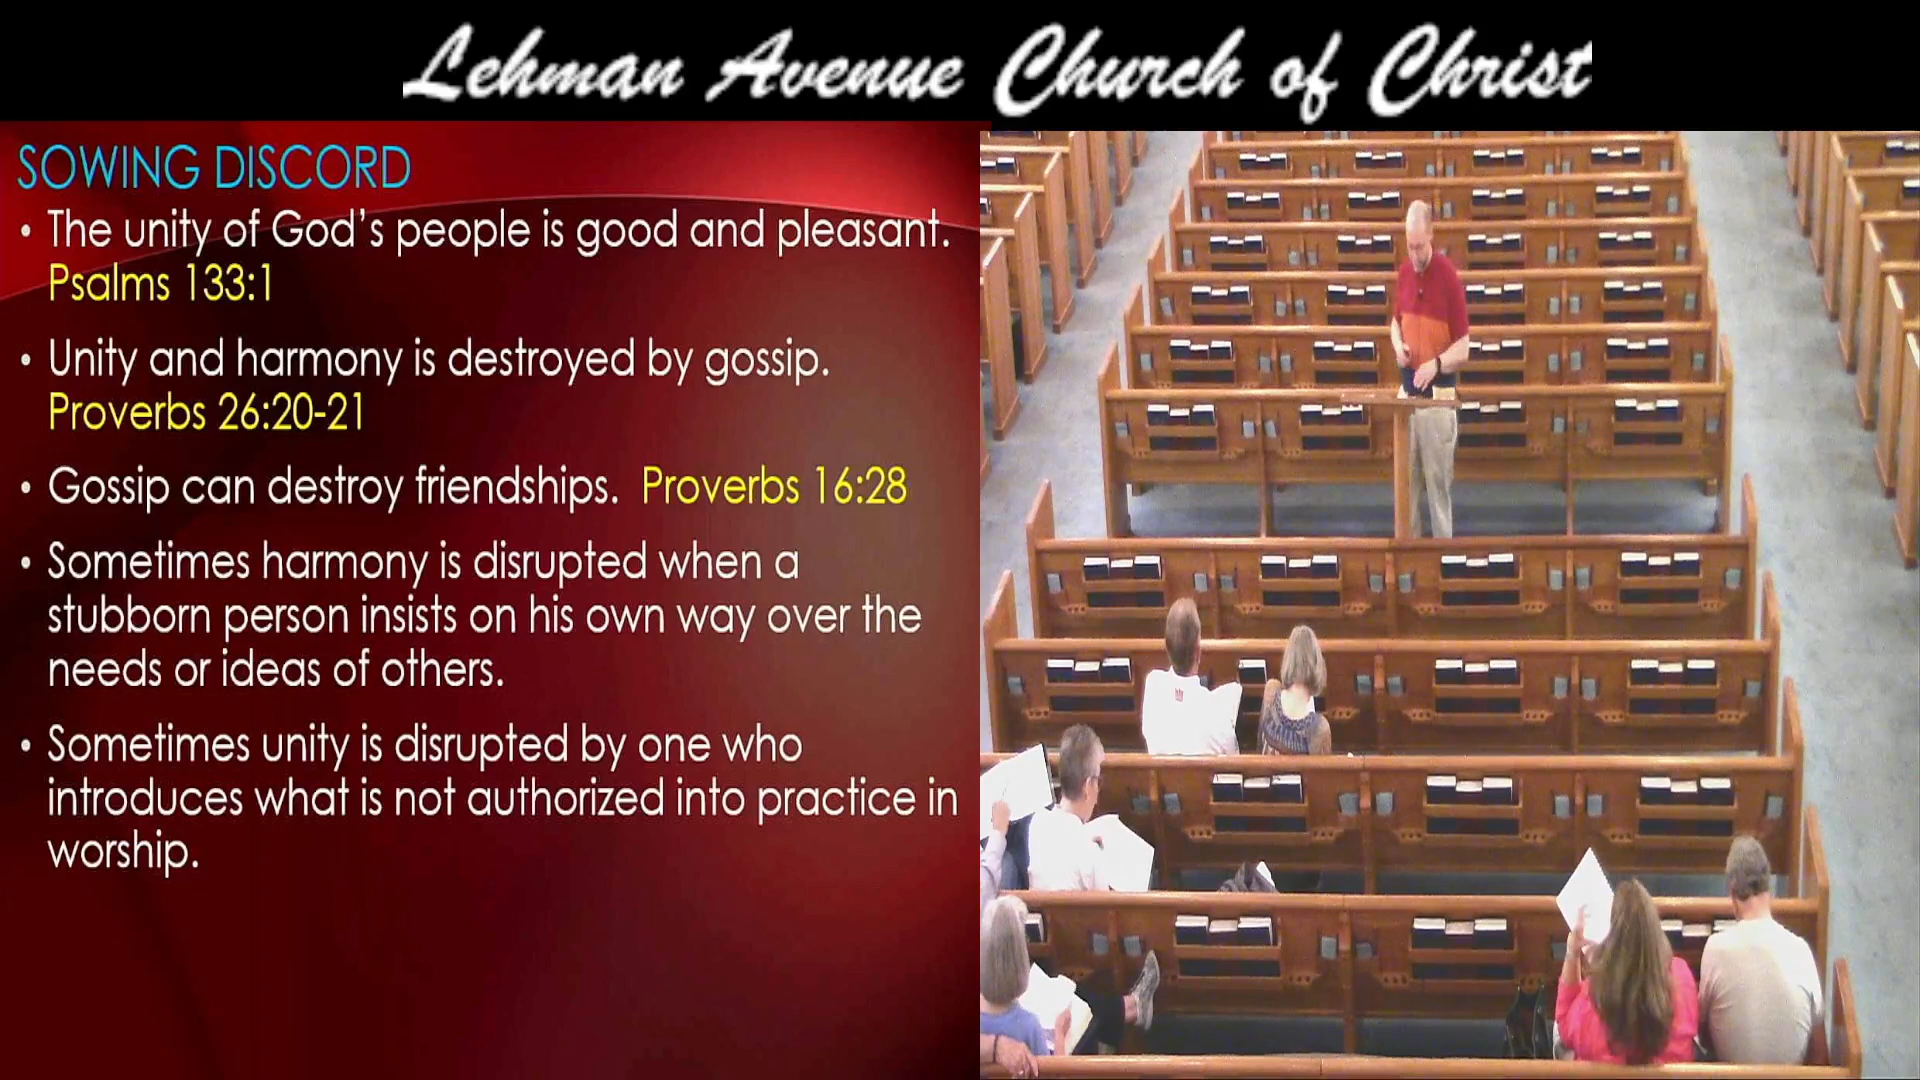 Lehman Avenue Church of Christ
SOWING DISCORD
• The unity of God's people is good and pleasant.
Psalms 133:1
• Unity and harmony is destroyed by gossip.
Proverbs 26:20-21
• Gossip can destroy friendships. Proverbs 16:28
• Sometimes harmony is disrupted when a
stubborn person insists on his own way over the
needs or ideas of others.
• Sometimes unity is disrupted by one who
introduces what is not authorized into practice in
worship.